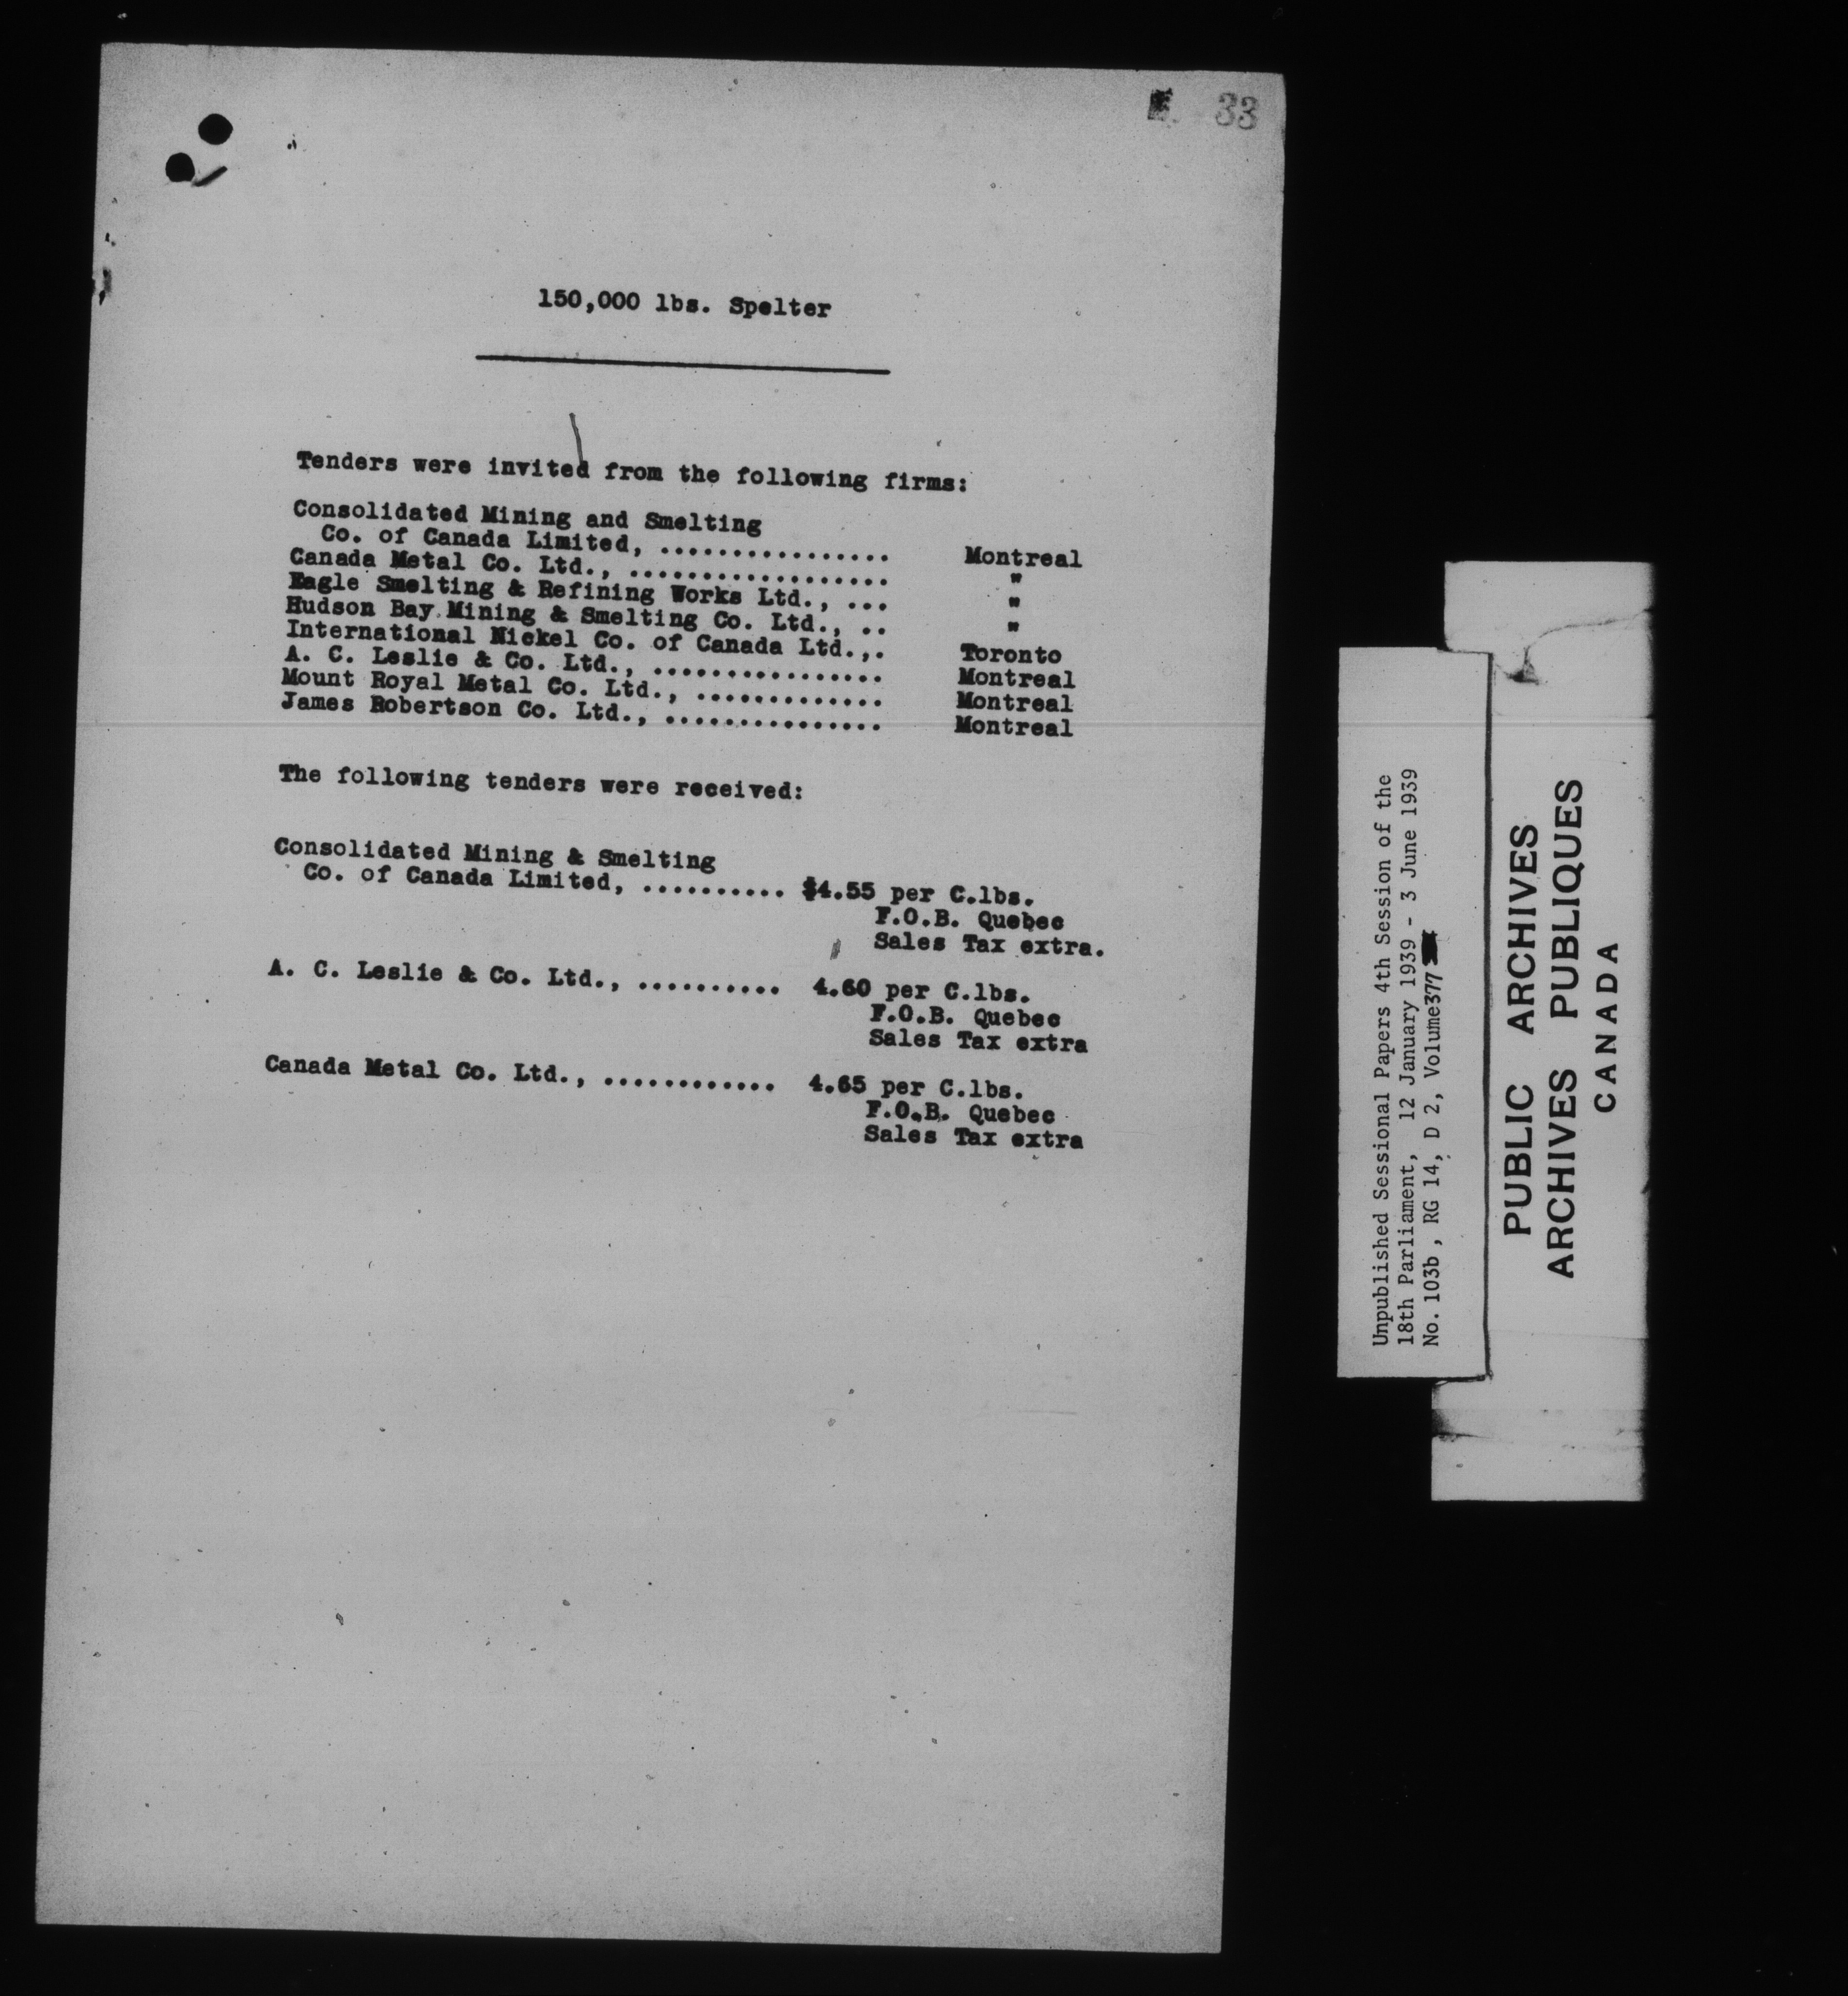 33
150,000 lbs. Spelter
Tenders were invited from the following firms:
Consolidated Mining and Smelting
Co. of Canada Limited, ................ Montreal
Canada Metal Co. Ltd., .................. "
Eagle Smelting & Refining Works Ltd., ... "
Hudson Bay Mining & Smelting Co. Ltd., .. "
International Nickel Co. of Canada Ltd.,. Toronto
A. C. Leslie & Co. Ltd., ................ Montreal
Mount Royal Metal Co. Ltd., ............. Montreal
James Robertson Co. Ltd., ............... Montreal
The following tenders were received:
Consolidated Mining & Smelting
Co. of Canada Limited, .......... $4.55 per C.lbs.
F.O.B. Quebec
Sales Tax extra.
A. C. Leslie & Co. Ltd., .......... 4.60 per C.lbs.
F.O.B. Quebec
Sales Tax extra
Canada Metal Co. Ltd., ............ 4.65 per C.lbs.
F.O.B. Quebec
Sales Tax extra
Unpublished Sessional Papers 4th Session of the
18th Parliament, 12 January 1939 - 3 June 1939
No. 103b , RG 14, D 2, Volume377
PUBLIC ARCHIVES
ARCHIVES PUBLIQUES
CANADA